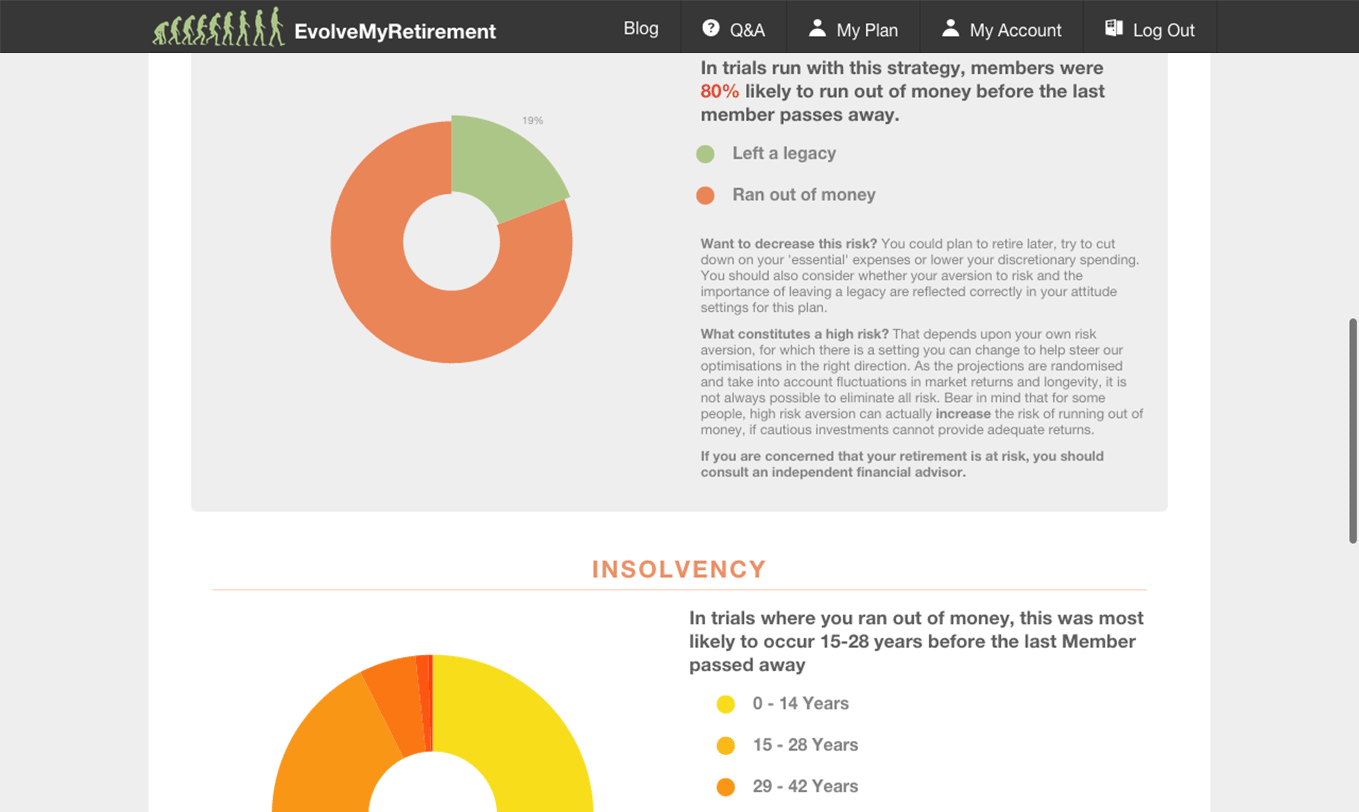 EvolveMyRetirement
Blog
Q&A
My Plan
My Account
Log Out
19%
In trials run with this strategy, members were
80% likely to run out of money before the last
member passes away.
Left a legacy
Ran out of money
Want to decrease this risk? You could plan to retire later, try to cut
down on your 'essential' expenses or lower your discretionary spending.
You should also consider whether your aversion to risk and the
importance of leaving a legacy are reflected correctly in your attitude
settings for this plan.
What constitutes a high risk? That depends upon your own risk
aversion, for which there is a setting you can change to help steer our
optimisations in the right direction. As the projections are randomised
and take into account fluctuations in market returns and longevity, it is
not always possible to eliminate all risk. Bear in mind that for some
people, high risk aversion can actually increase the risk of running out of
money, if cautious investments cannot provide adequate returns.
If you are concerned that your retirement is at risk, you should
consult an independent financial advisor.
INSOLVENCY
In trials where you ran out of money, this was most
likely to occur 15-28 years before the last Member
passed away
0 - 14 Years
15 - 28 Years
29 - 42 Years